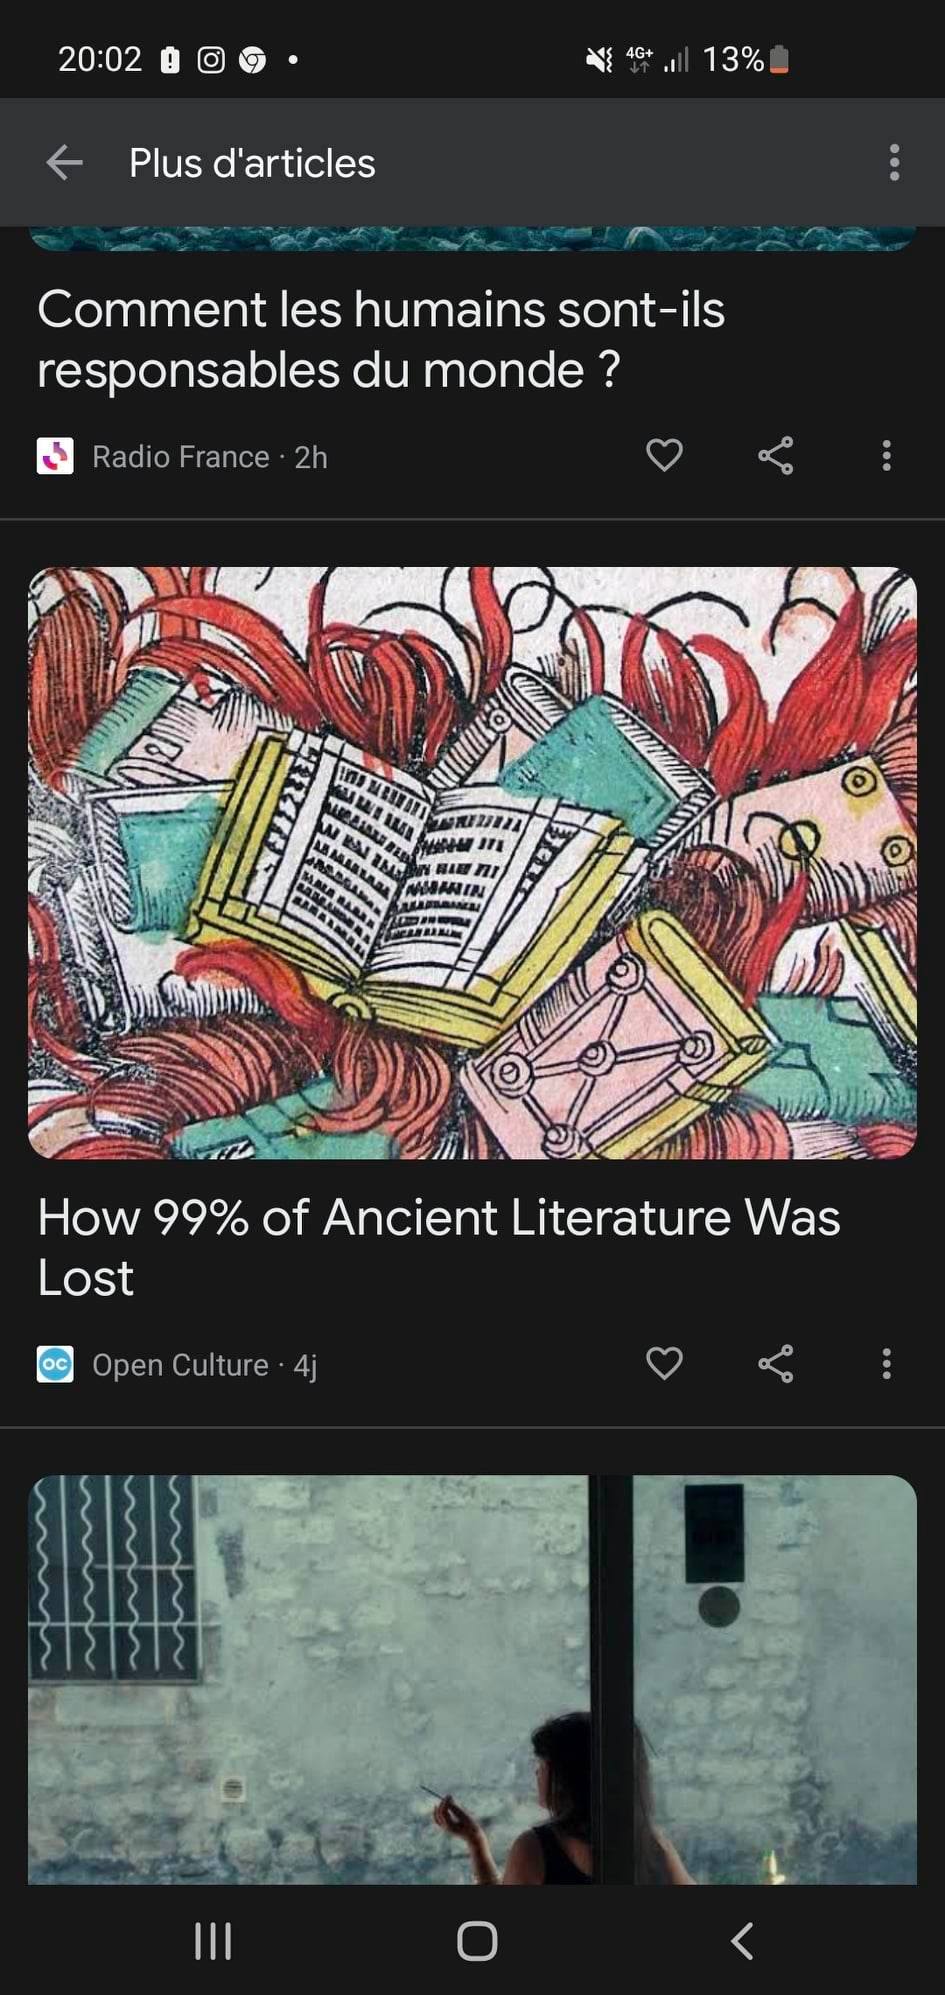 20:02 4G+ 13%
Plus d'articles
Comment les humains sont-ils
responsables du monde ?
Radio France · 2h
How 99% of Ancient Literature Was
Lost
OC Open Culture · 4j